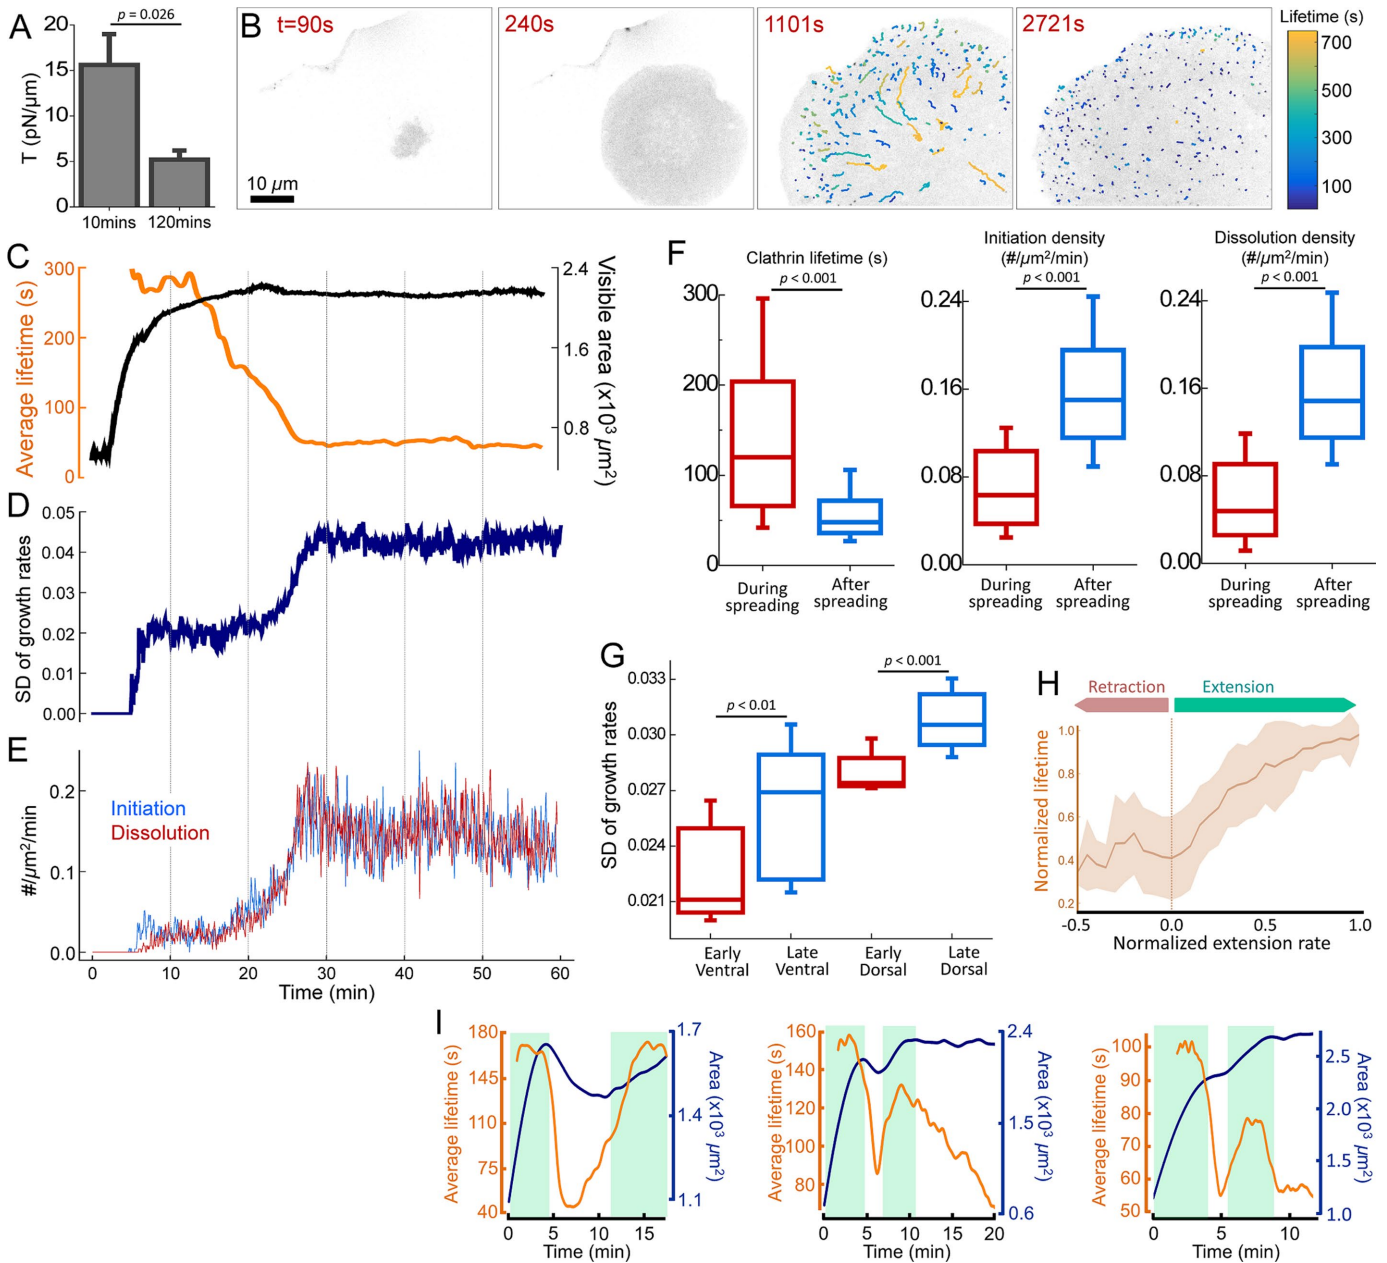 A
p = 0.026
20
15
10
5
0
T (pN/µm)
10mins
120mins
B
t=90s
240s
1101s
2721s
10 µm
Lifetime (s)
700
500
300
100
C
300
200
100
0
Average lifetime (s)
2.4
1.6
0.8
Visible area (x10³ µm²)
D
0.05
0.04
0.03
0.02
0.01
0.00
SD of growth rates
E
0.2
0.1
0.0
#/µm²/min
Initiation
Dissolution
0
10
20
30
40
50
60
Time (min)
F
Clathrin lifetime (s)
p < 0.001
300
200
100
0
During spreading
After spreading
Initiation density
(#/µm²/min)
p < 0.001
0.24
0.16
0.08
0.00
During spreading
After spreading
Dissolution density
(#/µm²/min)
p < 0.001
0.24
0.16
0.08
0.00
During spreading
After spreading
G
0.033
0.030
0.027
0.024
0.021
SD of growth rates
p < 0.01
p < 0.001
Early Ventral
Late Ventral
Early Dorsal
Late Dorsal
H
Retraction
Extension
1.0
0.8
0.6
0.4
0.2
Normalized lifetime
-0.5
0.0
0.5
1.0
Normalized extension rate
I
180
145
110
75
40
Average lifetime (s)
1.7
1.4
1.1
Area (x10³ µm²)
0
5
10
15
Time (min)
160
140
120
100
80
Average lifetime (s)
2.4
1.5
0.6
Area (x10³ µm²)
0
5
10
15
20
Time (min)
100
90
80
70
60
50
Average lifetime (s)
2.5
2.0
1.5
1.0
Area (x10³ µm²)
0
5
10
Time (min)